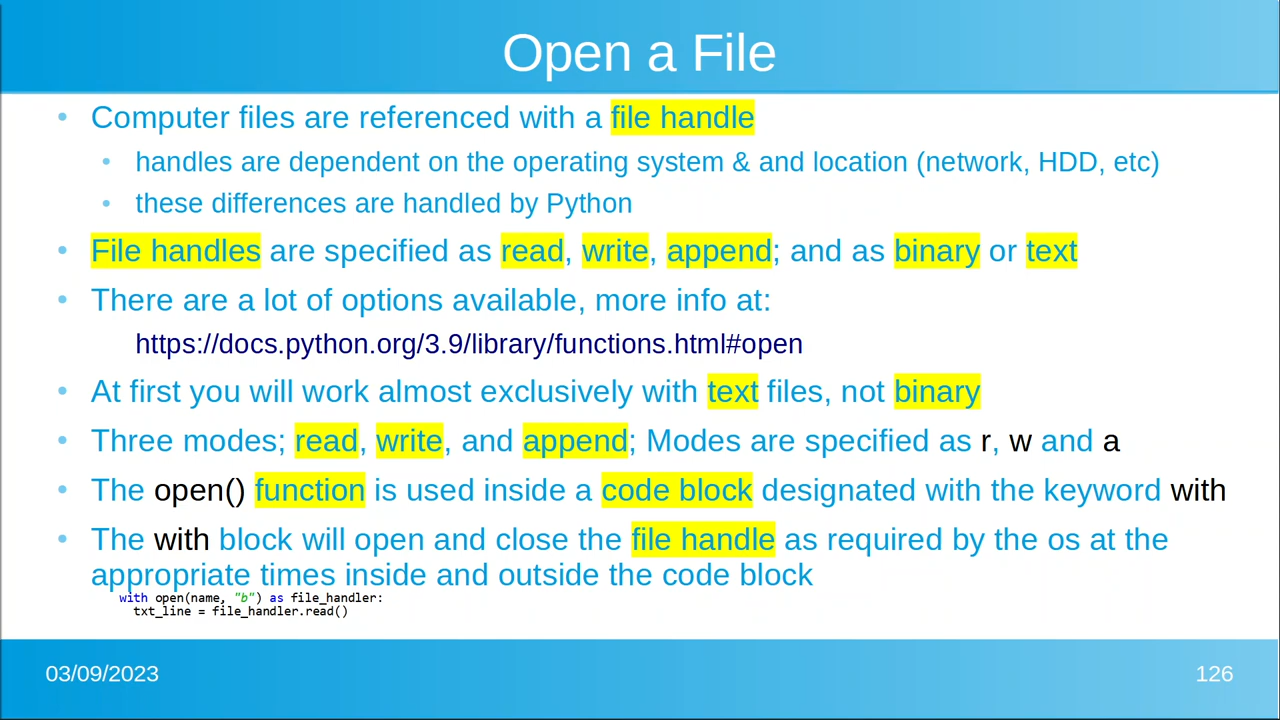 Open a File
• Computer files are referenced with a file handle
• handles are dependent on the operating system & and location (network, HDD, etc)
• these differences are handled by Python
• File handles are specified as read, write, append; and as binary or text
• There are a lot of options available, more info at:
https://docs.python.org/3.9/library/functions.html#open
• At first you will work almost exclusively with text files, not binary
• Three modes; read, write, and append; Modes are specified as r, w and a
• The open() function is used inside a code block designated with the keyword with
• The with block will open and close the file handle as required by the os at the
appropriate times inside and outside the code block
with open(name, "b") as file_handler:
txt_line = file_handler.read()
03/09/2023
126